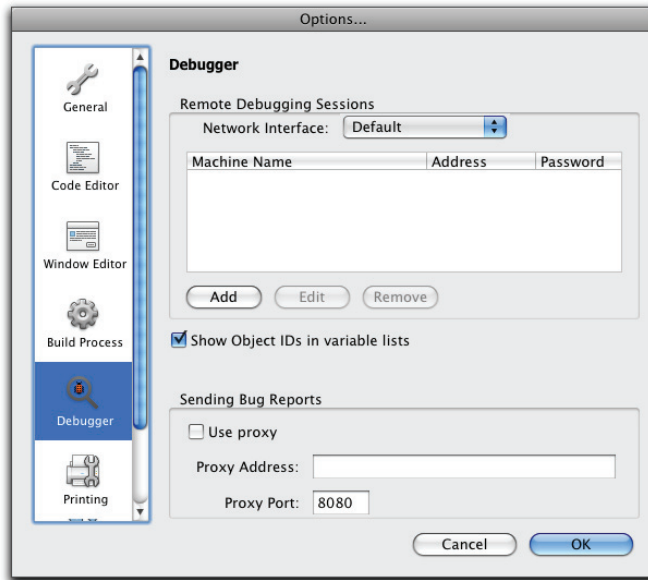 Options...
General
Code Editor
Window Editor
Build Process
Debugger
Printing
Debugger
Remote Debugging Sessions
Network Interface: Default
Machine Name Address Password
Add Edit Remove
Show Object IDs in variable lists
Sending Bug Reports
Use proxy
Proxy Address:
Proxy Port: 8080
Cancel OK